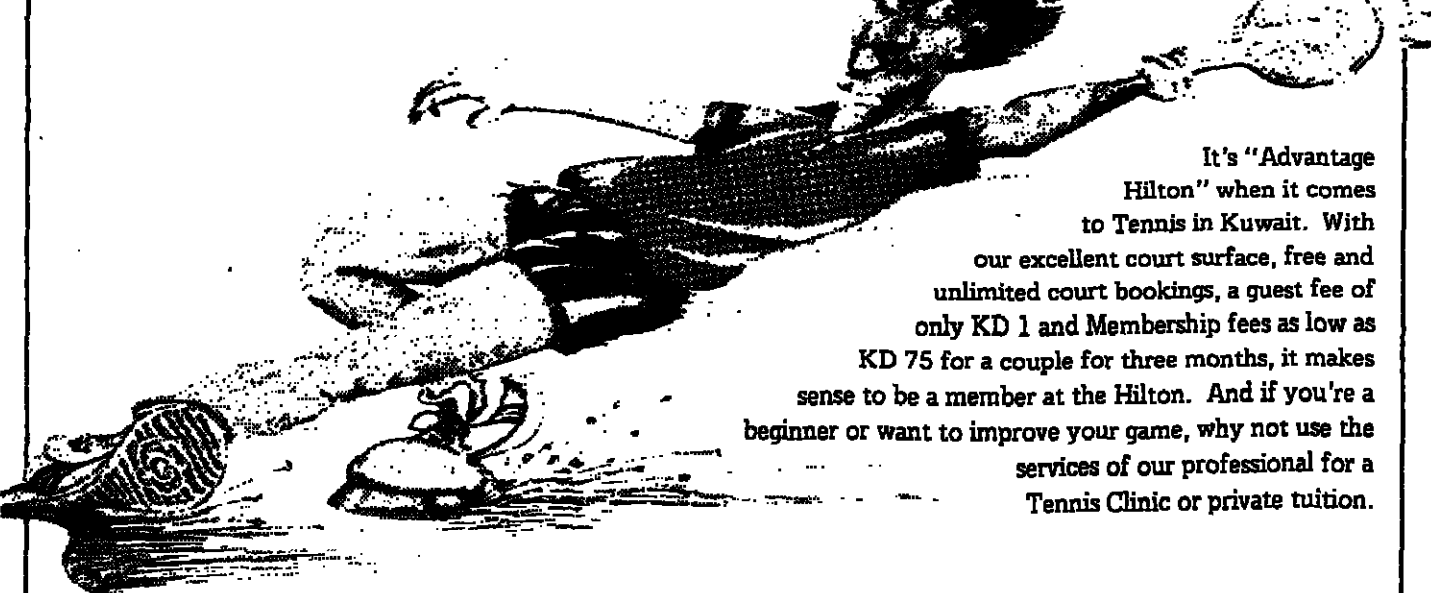 It's "Advantage
Hilton" when it comes
to Tennis in Kuwait. With
our excellent court surface, free and
unlimited court bookings, a guest fee of
only KD 1 and Membership fees as low as
KD 75 for a couple for three months, it makes
sense to be a member at the Hilton. And if you're a
beginner or want to improve your game, why not use the
services of our professional for a
Tennis Clinic or private tuition.